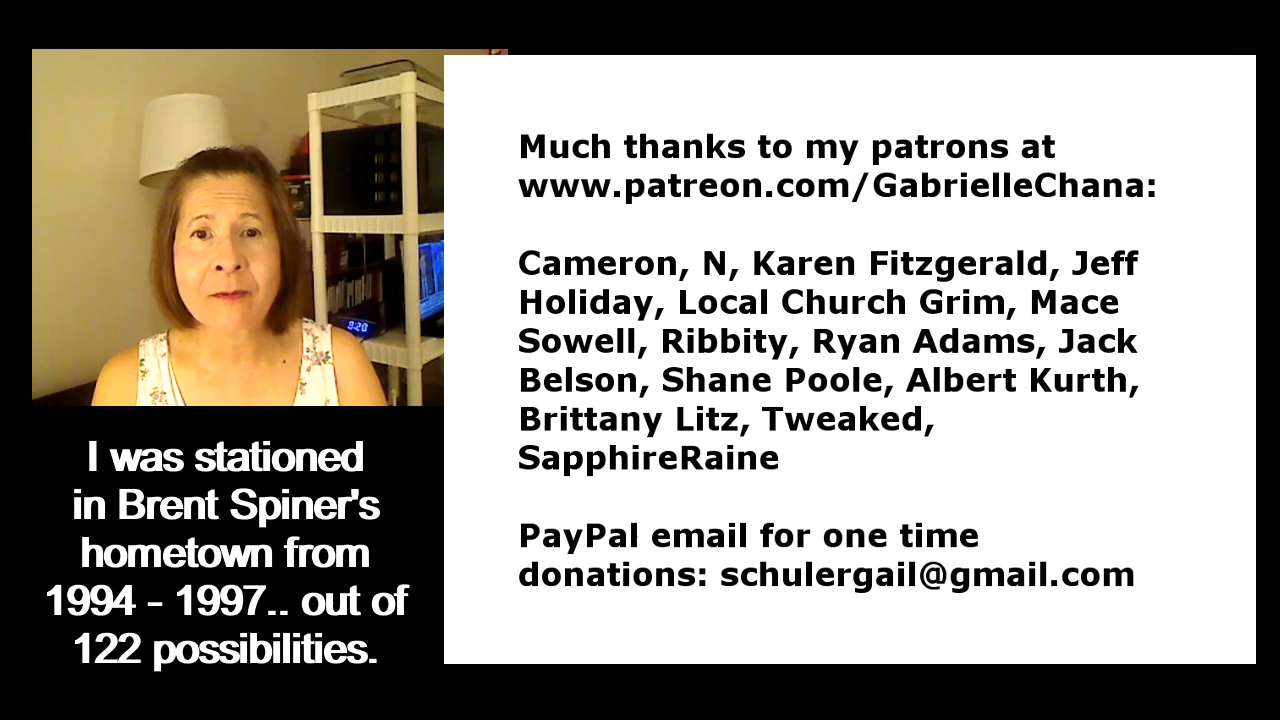 Much thanks to my patrons at
www.patreon.com/GabrielleChana:
Cameron, N, Karen Fitzgerald, Jeff
Holiday, Local Church Grim, Mace
Sowell, Ribbity, Ryan Adams, Jack
Belson, Shane Poole, Albert Kurth,
Brittany Litz, Tweaked,
SapphireRaine
PayPal email for one time
donations: schulergail@gmail.com
I was stationed
in Brent Spiner's
hometown from
1994 - 1997.. out of
122 possibilities.